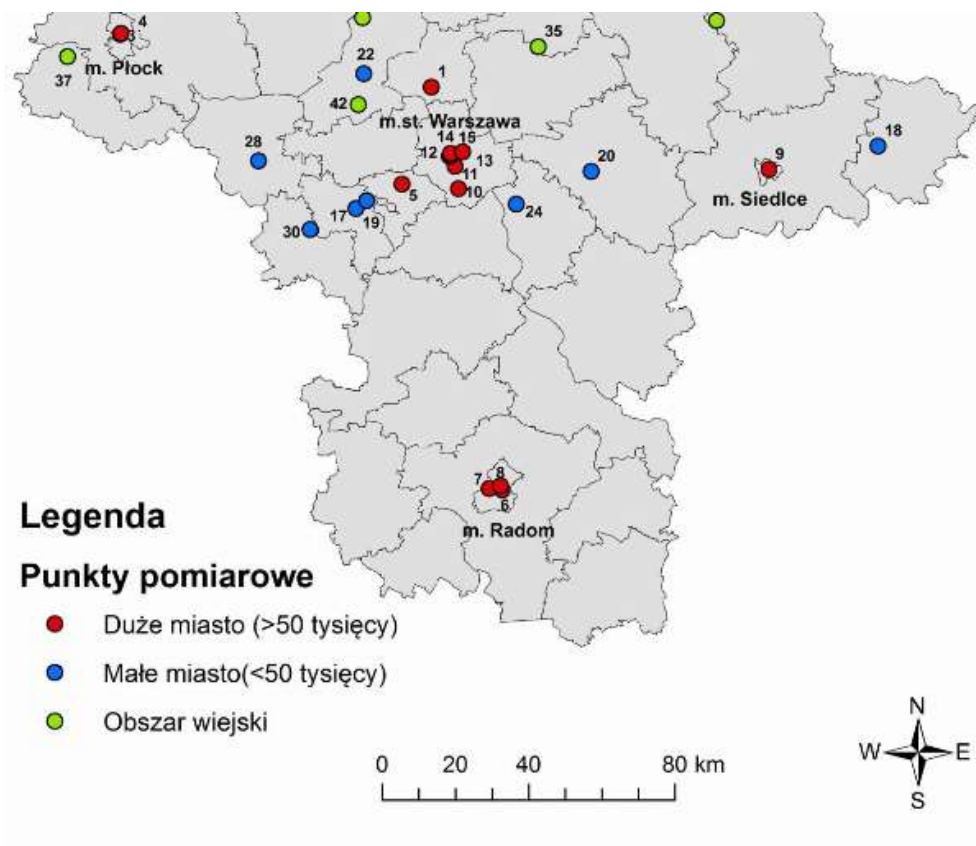 4
3
m. Płock
37
35
22
1
42
m.st. Warszawa
28
14 15
12 13
11
10
18
9
20
m. Siedlce
5
24
17 19
30
7 8
6
m. Radom
Legenda
Punkty pomiarowe
Duże miasto (>50 tysięcy)
Małe miasto(<50 tysięcy)
Obszar wiejski
0 20 40 80 km
N
W E
S